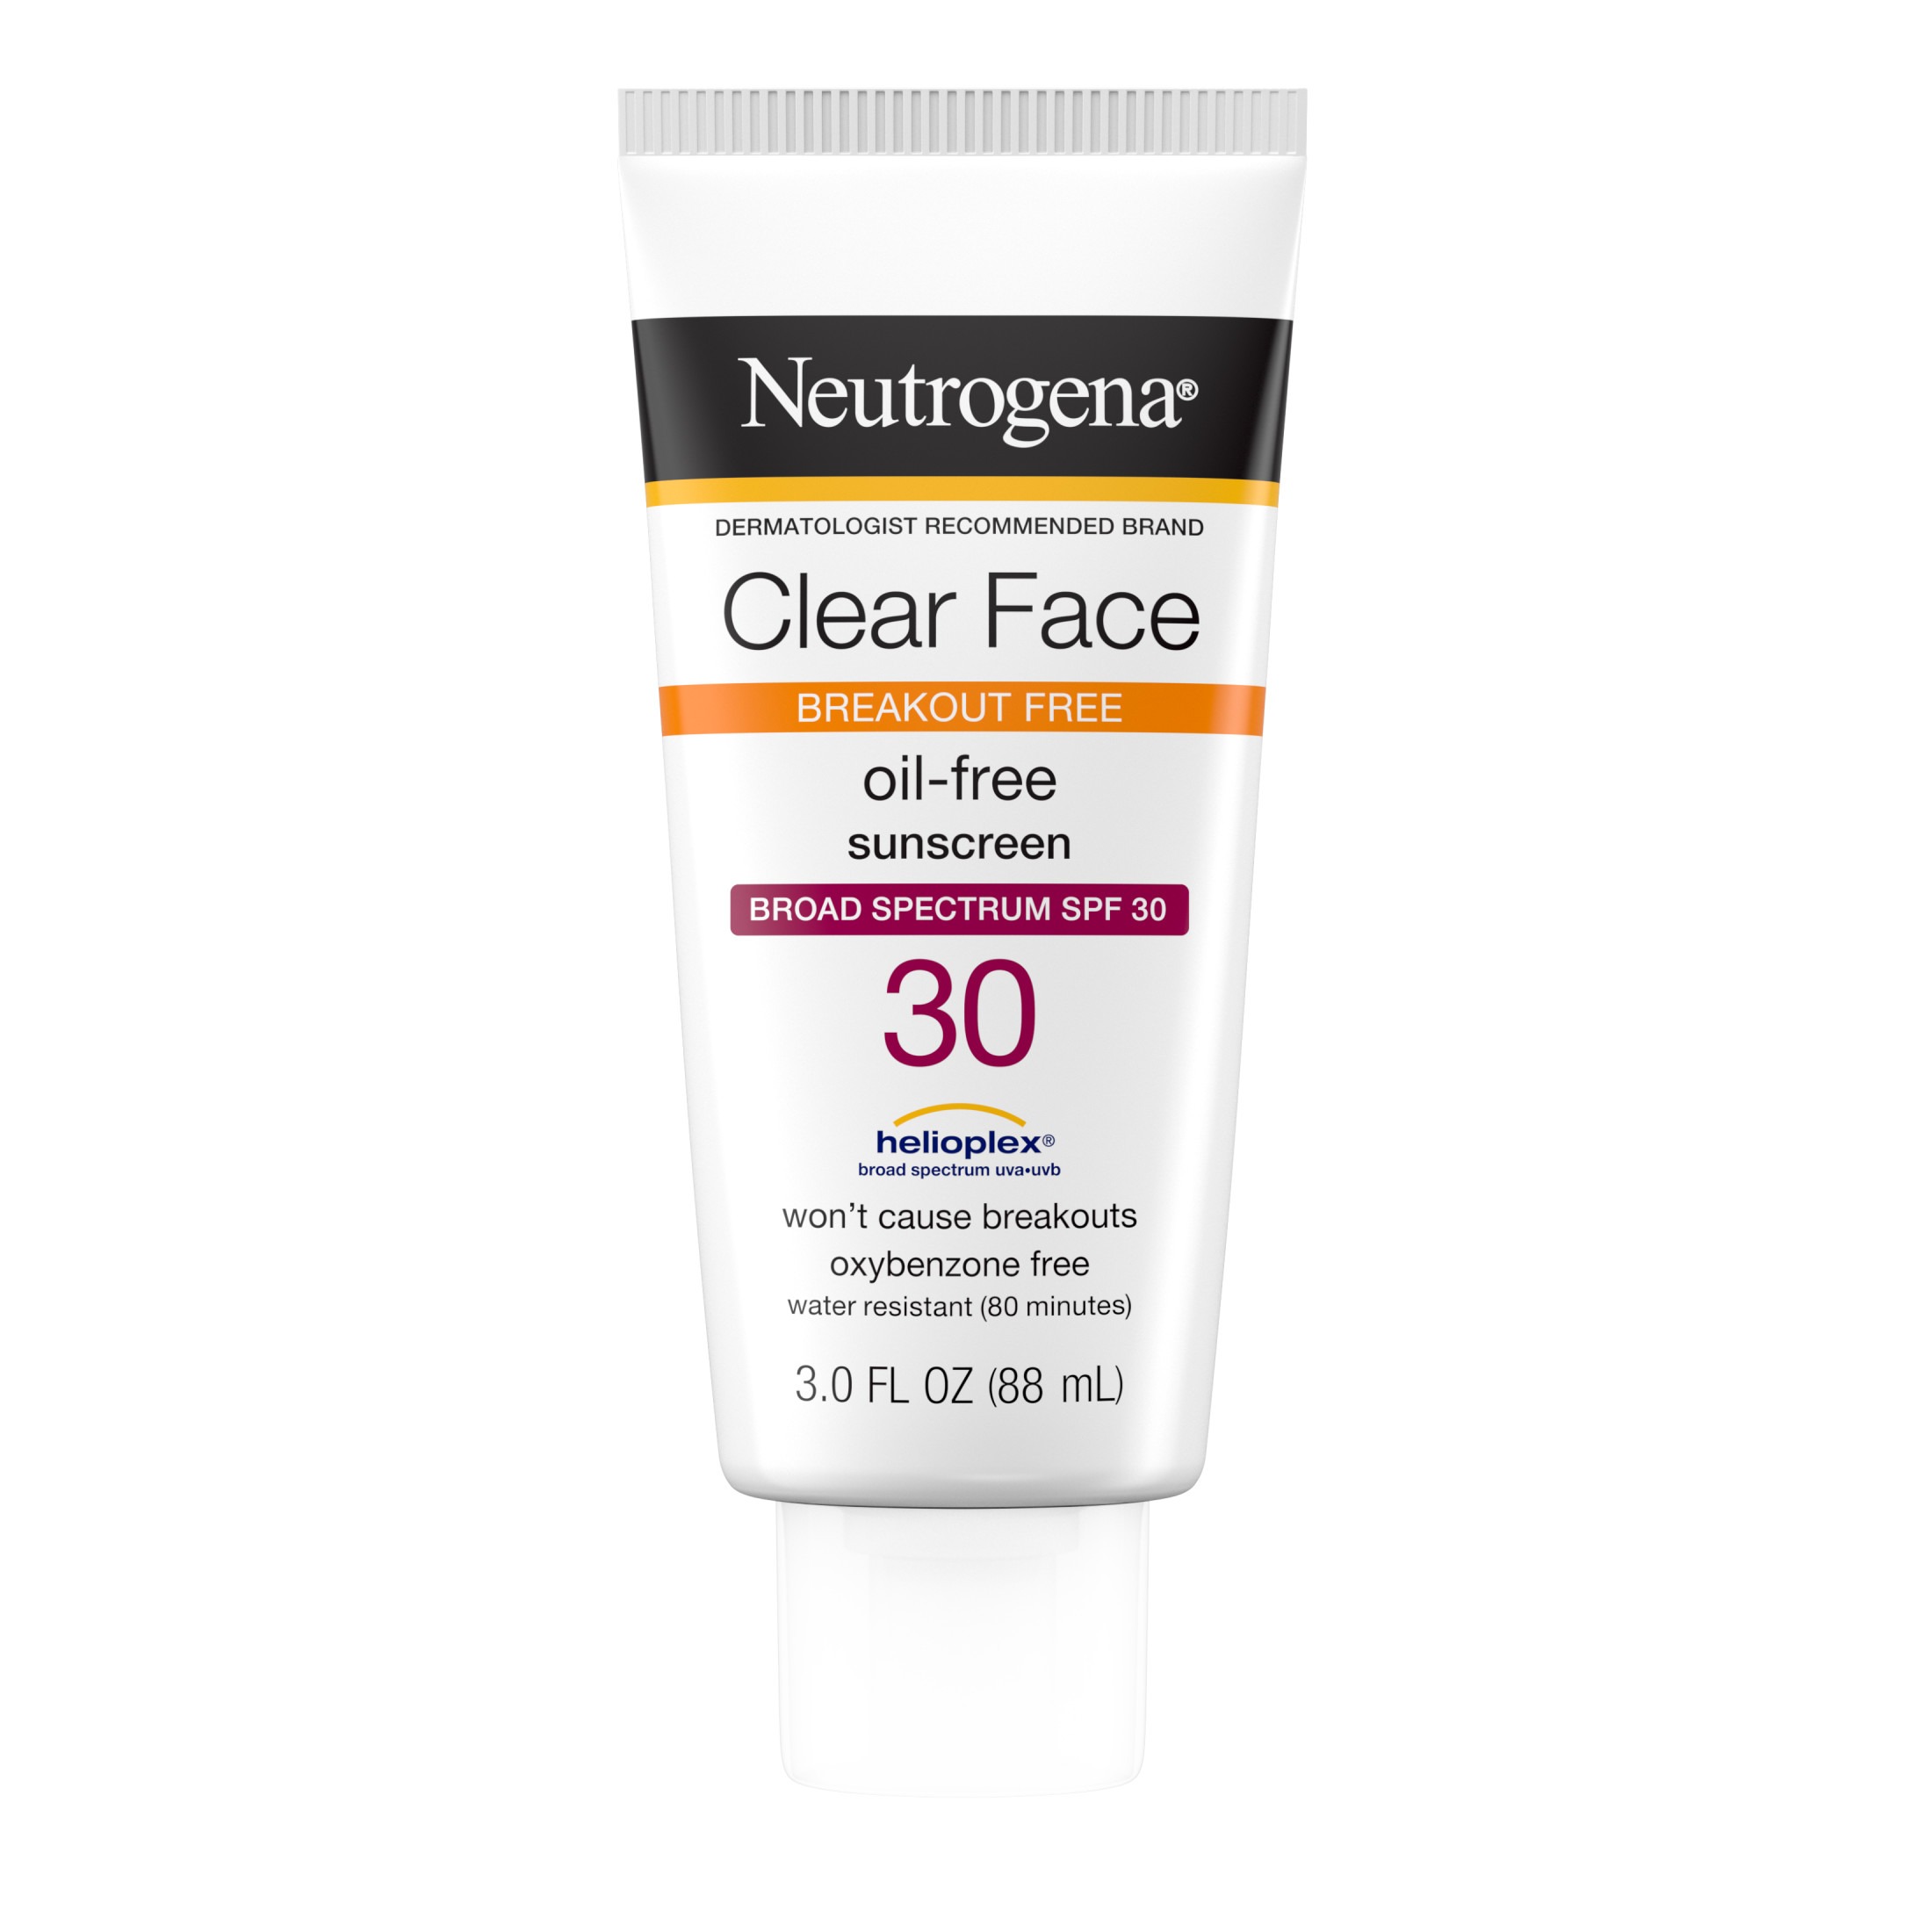 Neutrogena®
DERMATOLOGIST RECOMMENDED BRAND
Clear Face
BREAKOUT FREE
oil-free
sunscreen
BROAD SPECTRUM SPF 30
30
helioplex®
broad spectrum uva•uvb
won't cause breakouts
oxybenzone free
water resistant (80 minutes)
3.0 FL OZ (88 mL)